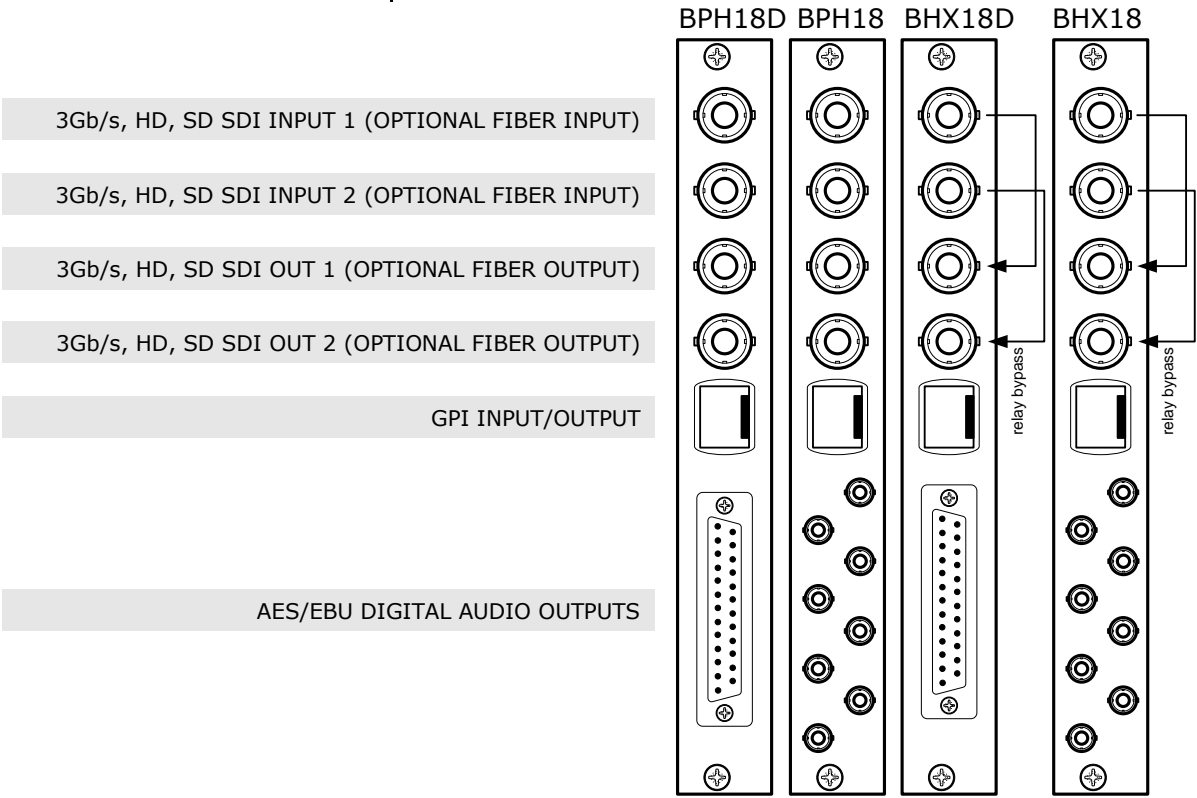 BPH18D BPH18 BHX18D BHX18
3Gb/s, HD, SD SDI INPUT 1 (OPTIONAL FIBER INPUT)
3Gb/s, HD, SD SDI INPUT 2 (OPTIONAL FIBER INPUT)
3Gb/s, HD, SD SDI OUT 1 (OPTIONAL FIBER OUTPUT)
3Gb/s, HD, SD SDI OUT 2 (OPTIONAL FIBER OUTPUT)
relay bypass
relay bypass
GPI INPUT/OUTPUT
AES/EBU DIGITAL AUDIO OUTPUTS